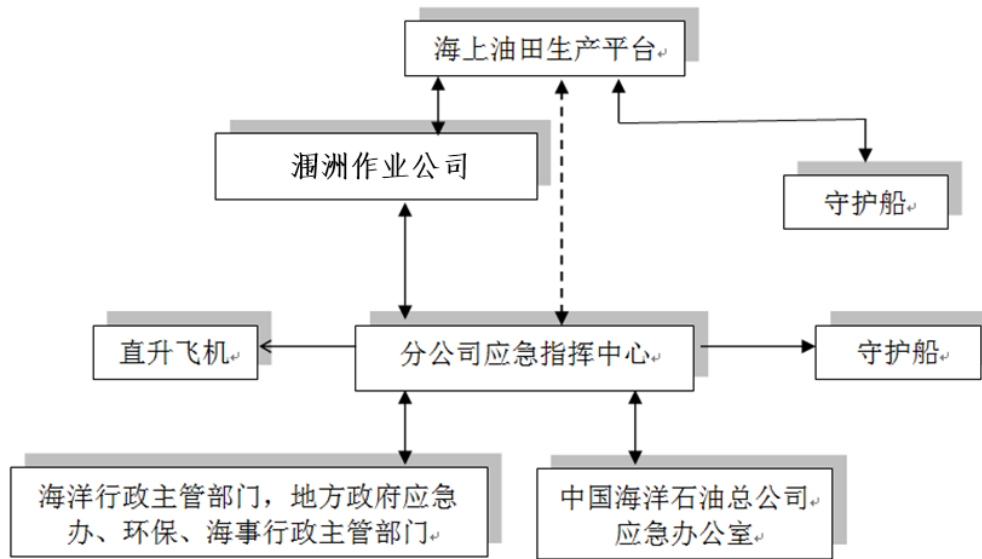 海上油田生产平台
涠洲作业公司
守护船
直升飞机
分公司应急指挥中心
守护船
海洋行政主管部门，地方政府应急
办、环保、海事行政主管部门
中国海洋石油总公司
应急办公室